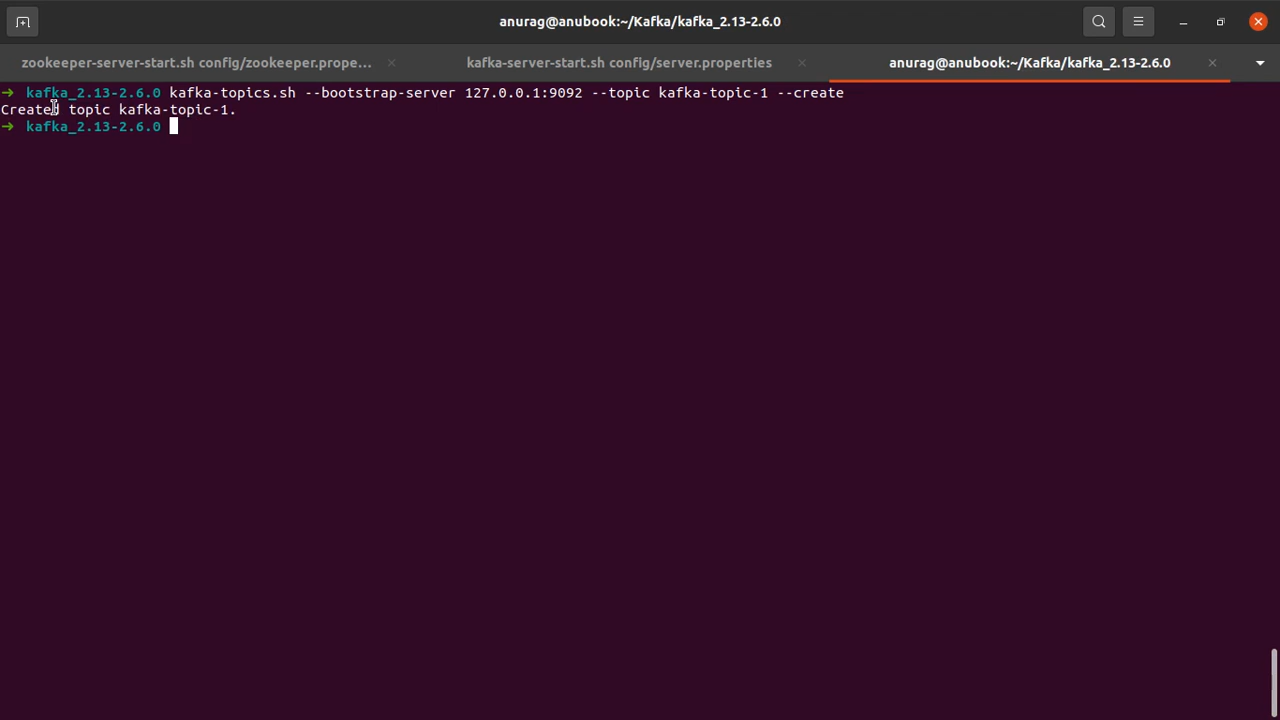 anurag@anubook:~/Kafka/kafka_2.13-2.6.0
zookeeper-server-start.sh config/zookeeper.prope... kafka-server-start.sh config/server.properties anurag@anubook:~/Kafka/kafka_2.13-2.6.0
➜ kafka_2.13-2.6.0 kafka-topics.sh --bootstrap-server 127.0.0.1:9092 --topic kafka-topic-1 --create
Created topic kafka-topic-1.
➜ kafka_2.13-2.6.0